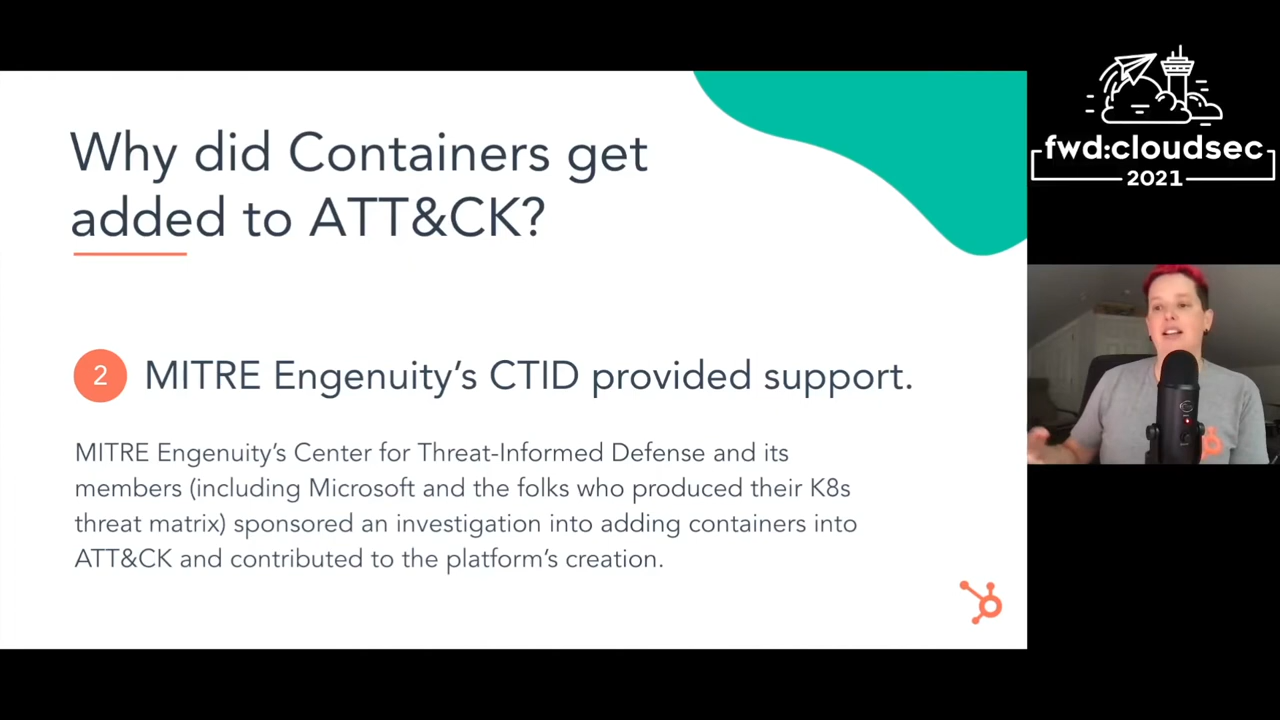 Why did Containers get
added to ATT&CK?
2 MITRE Engenuity's CTID provided support.
MITRE Engenuity's Center for Threat-Informed Defense and its
members (including Microsoft and the folks who produced their K8s
threat matrix) sponsored an investigation into adding containers into
ATT&CK and contributed to the platform's creation.
fwd:cloudsec
2021